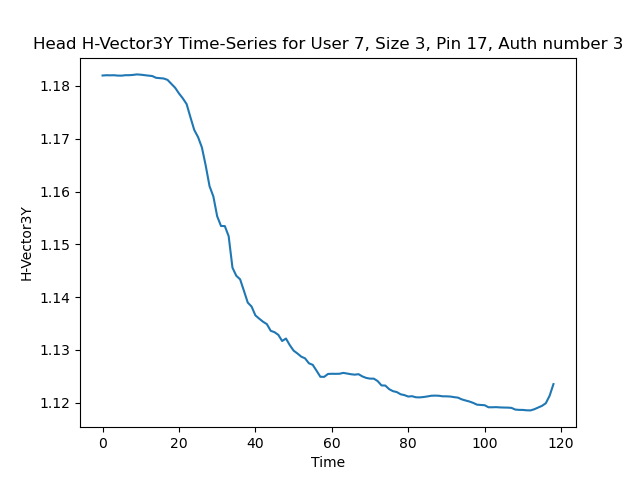 Head H-Vector3Y Time-Series for User 7, Size 3, Pin 17, Auth number 3
H-Vector3Y
1.18
1.17
1.16
1.15
1.14
1.13
1.12
0 20 40 60 80 100 120
Time